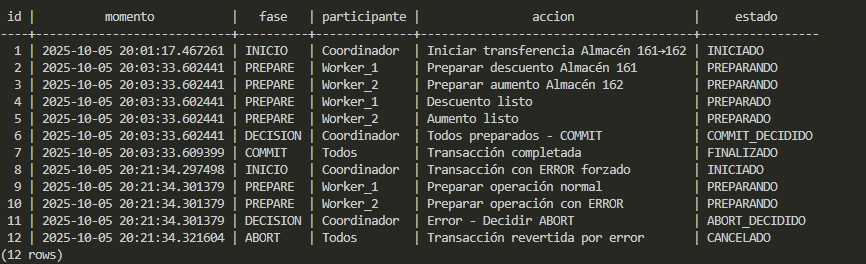 id |          momento           |   fase   | participante |                 accion                  |     estado
----+----------------------------+----------+--------------+-----------------------------------------+-----------------
  1 | 2025-10-05 20:01:17.467261 | INICIO   | Coordinador  | Iniciar transferencia Almacén 161→162 | INICIADO
  2 | 2025-10-05 20:03:33.602441 | PREPARE  | Worker_1     | Preparar descuento Almacén 161 | PREPARANDO
  3 | 2025-10-05 20:03:33.602441 | PREPARE  | Worker_2     | Preparar aumento Almacén 162 | PREPARANDO
  4 | 2025-10-05 20:03:33.602441 | PREPARE  | Worker_1     | Descuento listo | PREPARADO
  5 | 2025-10-05 20:03:33.602441 | PREPARE  | Worker_2     | Aumento listo | PREPARADO
  6 | 2025-10-05 20:03:33.602441 | DECISION | Coordinador  | Todos preparados - COMMIT | COMMIT_DECIDIDO
  7 | 2025-10-05 20:03:33.609399 | COMMIT   | Todos        | Transacción completada | FINALIZADO
  8 | 2025-10-05 20:21:34.297498 | INICIO   | Coordinador  | Transacción con ERROR forzado | INICIADO
  9 | 2025-10-05 20:21:34.301379 | PREPARE  | Worker_1     | Preparar operación normal | PREPARANDO
 10 | 2025-10-05 20:21:34.301379 | PREPARE  | Worker_2     | Preparar operación con ERROR | PREPARANDO
 11 | 2025-10-05 20:21:34.301379 | DECISION | Coordinador  | Error - Decidir ABORT | ABORT_DECIDIDO
 12 | 2025-10-05 20:21:34.321604 | ABORT    | Todos        | Transacción revertida por error | CANCELADO
(12 rows)